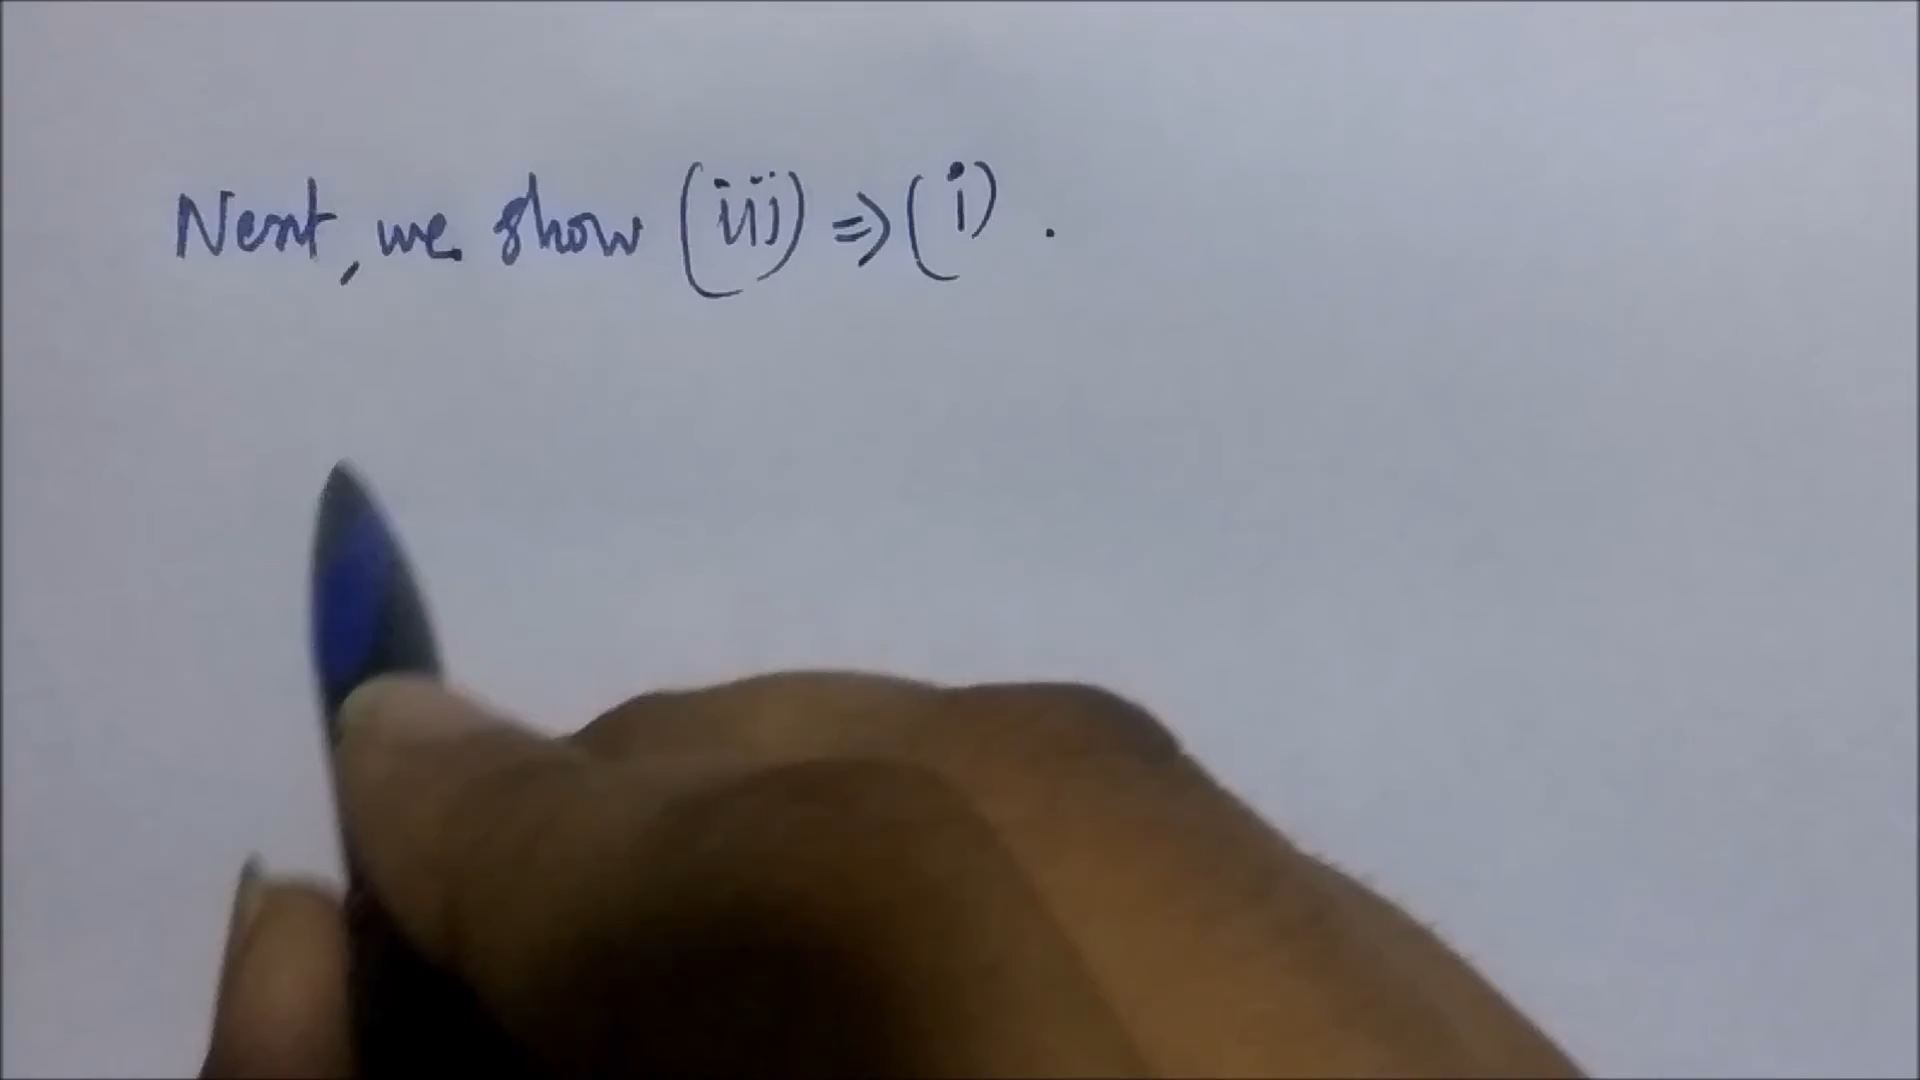 Next, we show (iii) ⇒ (i).